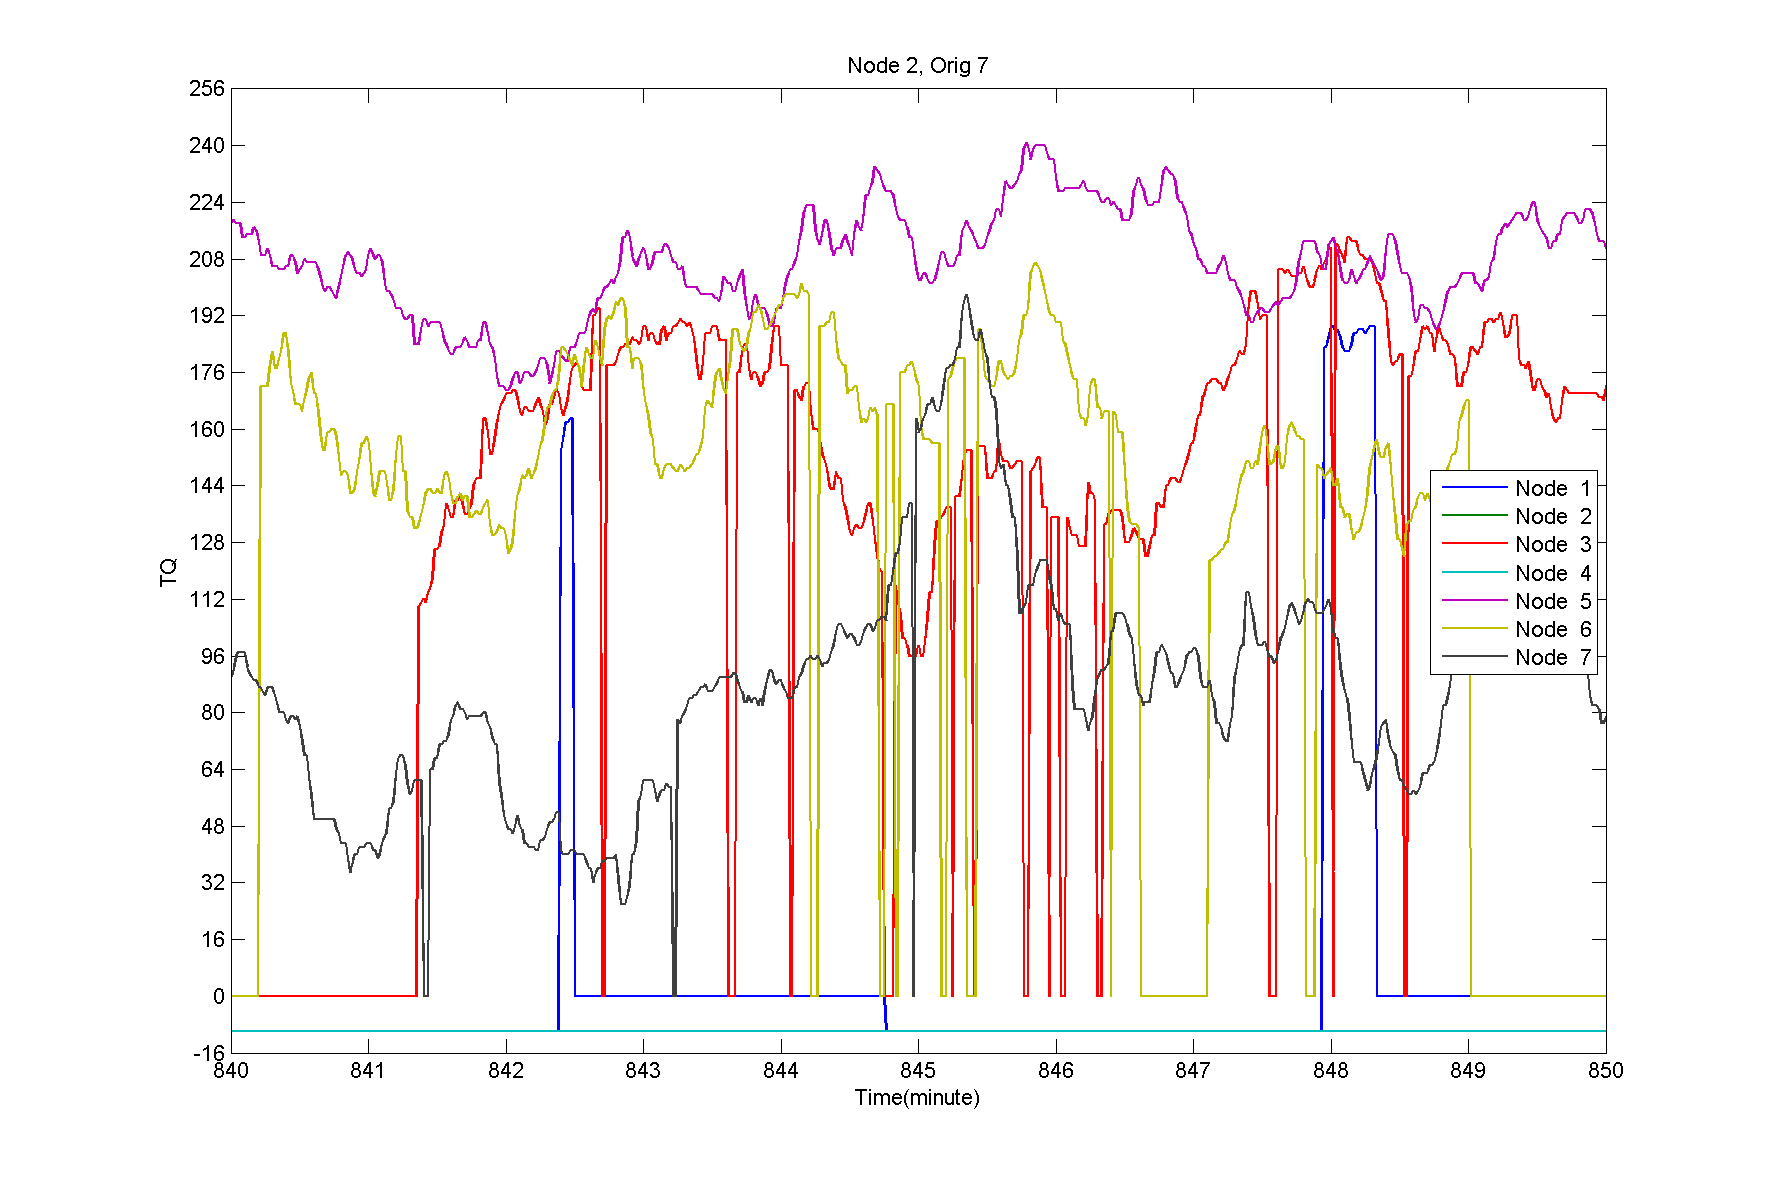 Node 2, Orig 7
256
240
224
208
192
176
160
144
128
112
96
80
64
48
32
16
0
-16
TQ
840 841 842 843 844 845 846 847 848 849 850
Time(minute)
Node 1
Node 2
Node 3
Node 4
Node 5
Node 6
Node 7